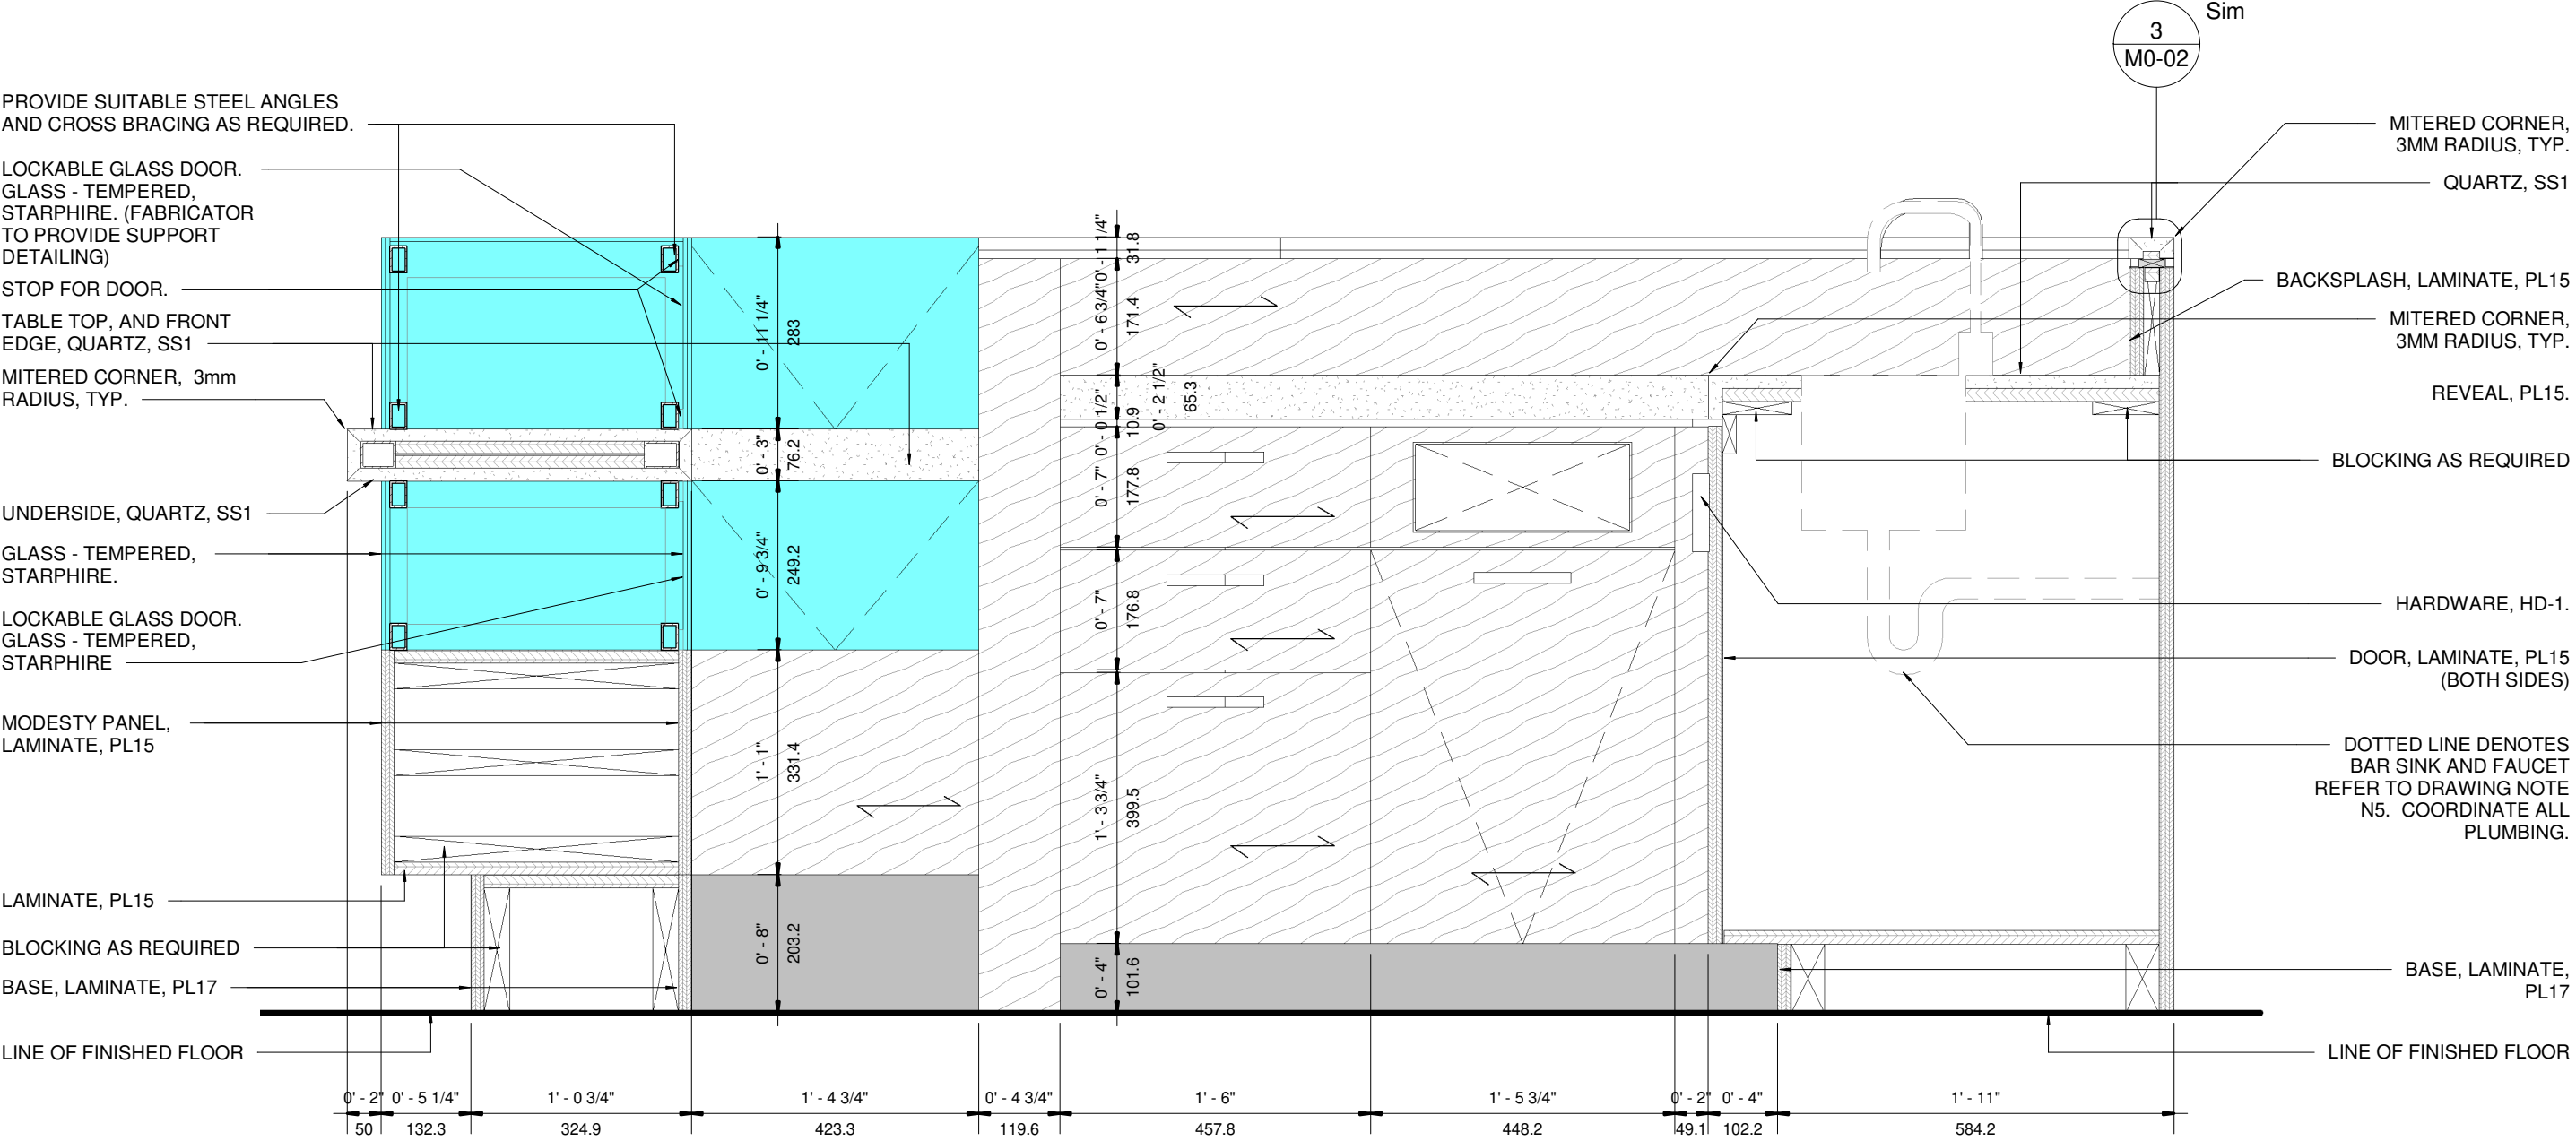 Sim
3
M0-02
PROVIDE SUITABLE STEEL ANGLES
AND CROSS BRACING AS REQUIRED.
LOCKABLE GLASS DOOR.
GLASS - TEMPERED,
STARPHIRE. (FABRICATOR
TO PROVIDE SUPPORT
DETAILING)
STOP FOR DOOR.
TABLE TOP, AND FRONT
EDGE, QUARTZ, SS1
MITERED CORNER, 3mm
RADIUS, TYP.
UNDERSIDE, QUARTZ, SS1
GLASS - TEMPERED,
STARPHIRE.
LOCKABLE GLASS DOOR.
GLASS - TEMPERED,
STARPHIRE
MODESTY PANEL,
LAMINATE, PL15
LAMINATE, PL15
BLOCKING AS REQUIRED
BASE, LAMINATE, PL17
LINE OF FINISHED FLOOR
0' - 11 1/4"
283
0' - 3"
76.2
0' - 9 3/4"
249.2
1' - 1"
331.4
0' - 8"
203.2
0' - 1 1/4"
31.8
0' - 6 3/4"
171.4
0' - 2 1/2"
65.3
0' - 0 1/2"
10.9
0' - 7"
177.8
0' - 7"
176.8
1' - 3 3/4"
399.5
0' - 4"
101.6
MITERED CORNER,
3MM RADIUS, TYP.
QUARTZ, SS1
BACKSPLASH, LAMINATE, PL15
MITERED CORNER,
3MM RADIUS, TYP.
REVEAL, PL15.
BLOCKING AS REQUIRED
HARDWARE, HD-1.
DOOR, LAMINATE, PL15
(BOTH SIDES)
DOTTED LINE DENOTES
BAR SINK AND FAUCET
REFER TO DRAWING NOTE
N5. COORDINATE ALL
PLUMBING.
BASE, LAMINATE,
PL17
LINE OF FINISHED FLOOR
0' - 2" 0' - 5 1/4" 1' - 0 3/4" 1' - 4 3/4" 0' - 4 3/4" 1' - 6" 1' - 5 3/4" 0' - 2" 0' - 4" 1' - 11"
50 132.3 324.9 423.3 119.6 457.8 448.2 49.1 102.2 584.2